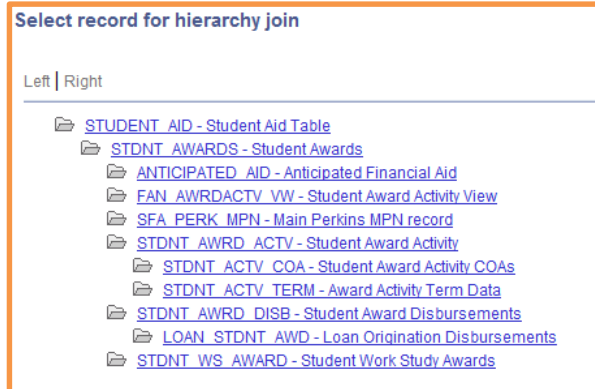 Select record for hierarchy join
Left | Right
STUDENT_AID - Student Aid Table
STDNT_AWARDS - Student Awards
ANTICIPATED_AID - Anticipated Financial Aid
FAN_AWRDACTV_VW - Student Award Activity View
SFA_PERK_MPN - Main Perkins MPN record
STDNT_AWRD_ACTV - Student Award Activity
STDNT_ACTV_COA - Student Award Activity COAs
STDNT_ACTV_TERM - Award Activity Term Data
STDNT_AWRD_DISB - Student Award Disbursements
LOAN_STDNT_AWD - Loan Origination Disbursements
STDNT_WS_AWARD - Student Work Study Awards